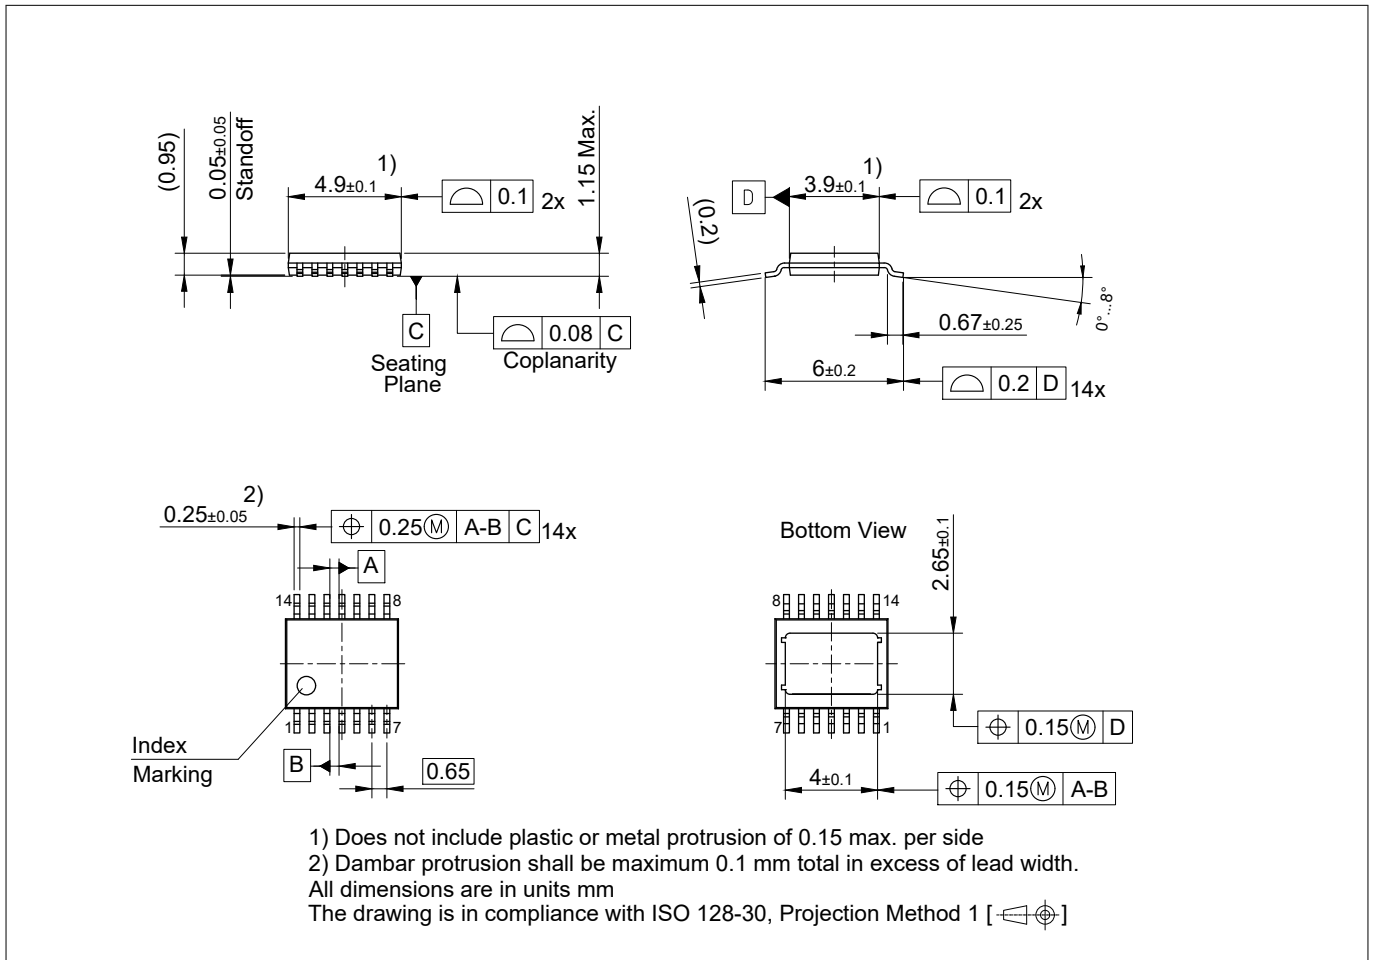 (0.95)
0.05±0.05
Standoff
1)
4.9±0.1
0.1
2x
1.15 Max.
C
Seating
Plane
0.08 C
Coplanarity
D
1)
3.9±0.1
0.1
2x
(0.2)
0°...8°
0.67±0.25
6±0.2
0.2 D
14x
2)
0.25±0.05
0.25Ⓜ A-B C
14x
A
14
8
1
7
Index
Marking
B
0.65
Bottom View
2.65±0.1
8
14
7
1
0.15Ⓜ D
4±0.1
0.15Ⓜ A-B
1) Does not include plastic or metal protrusion of 0.15 max. per side
2) Dambar protrusion shall be maximum 0.1 mm total in excess of lead width.
All dimensions are in units mm
The drawing is in compliance with ISO 128-30, Projection Method 1 [ ]